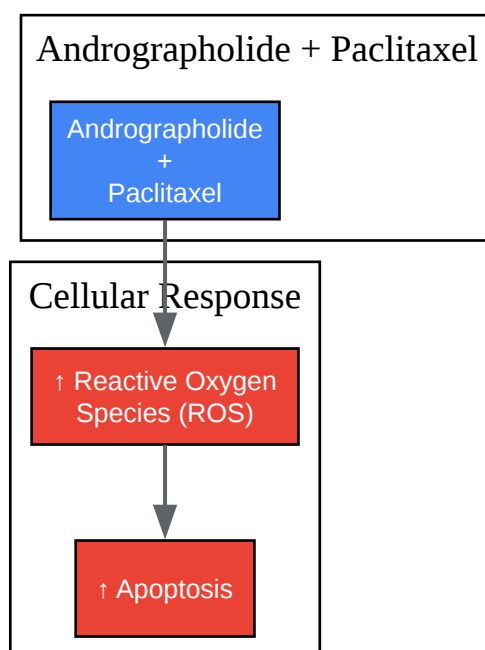 Andrographolide + Paclitaxel
Andrographolide
+
Paclitaxel
Cellular Response
↑ Reactive Oxygen
Species (ROS)
↑ Apoptosis